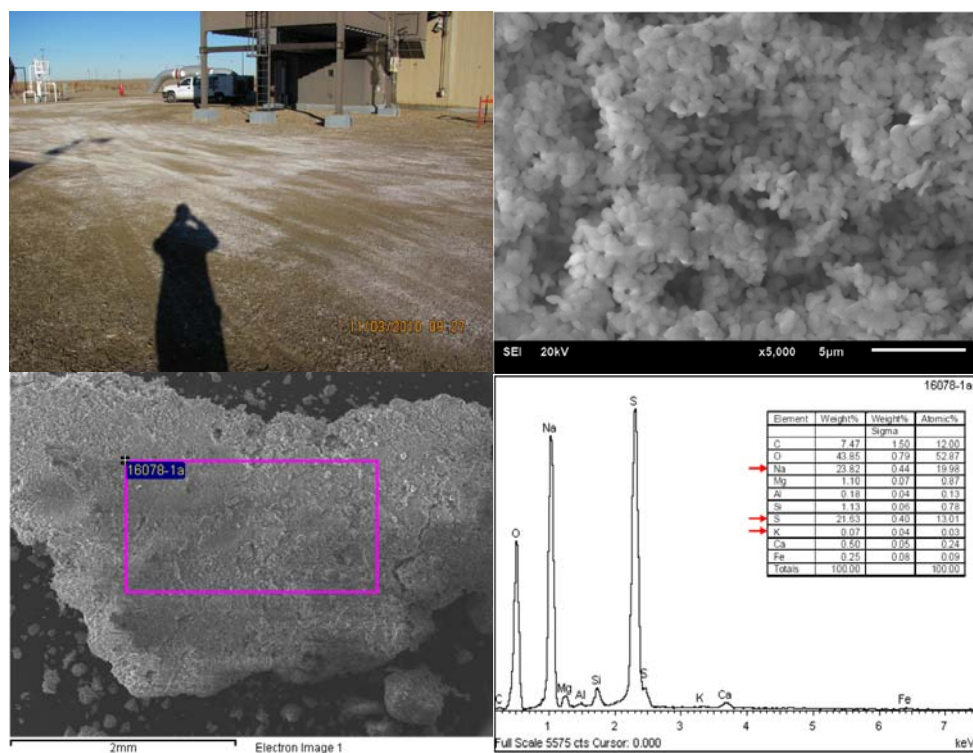 11/03/2010 09:27
SEI 20kV x5,000 5µm
16078-1a
2mm Electron Image 1
16078-1a
Element Weight% Weight% Atomic%
Sigma
C 7.47 1.50 12.00
O 43.85 0.79 52.87
Na 23.82 0.44 19.98
Mg 1.10 0.07 0.87
Al 0.18 0.04 0.13
Si 1.13 0.06 0.78
S 21.63 0.40 13.01
K 0.07 0.04 0.03
Ca 0.50 0.05 0.24
Fe 0.25 0.08 0.09
Totals 100.00 100.00
S
Na
O
C
Mg
Al
Si
S
K
Ca
Fe
1 2 3 4 5 6 7
Full Scale 5575 cts Cursor: 0.000 keV